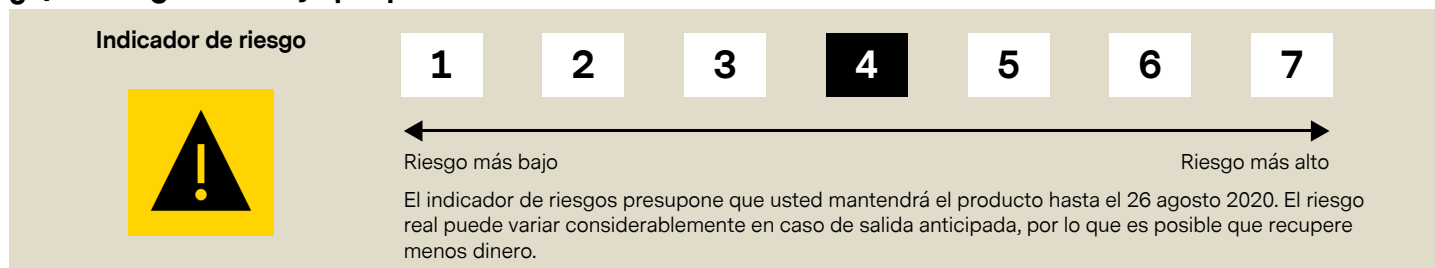 Indicador de riesgo
1 2 3 4 5 6 7
Riesgo más bajo Riesgo más alto
El indicador de riesgos presupone que usted mantendrá el producto hasta el 26 agosto 2020. El riesgo
real puede variar considerablemente en caso de salida anticipada, por lo que es posible que recupere
menos dinero.